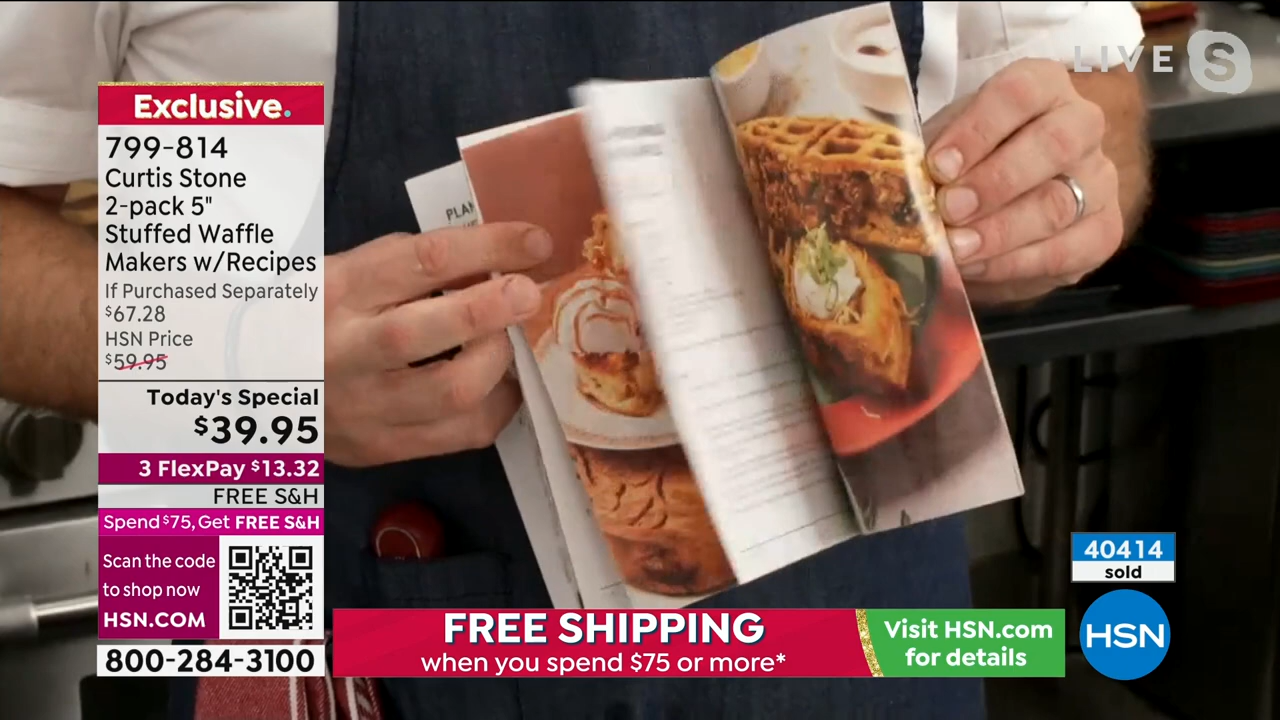 LIVE S
Exclusive.
799-814
Curtis Stone
2-pack 5"
Stuffed Waffle
Makers w/Recipes
If Purchased Separately
$67.28
HSN Price
$59.95
Today's Special
$39.95
3 FlexPay $13.32
FREE S&H
Spend $75, Get FREE S&H
Scan the code
to shop now
HSN.COM
800-284-3100
PLAN
FREE SHIPPING
when you spend $75 or more*
Visit HSN.com
for details
40414
sold
HSN